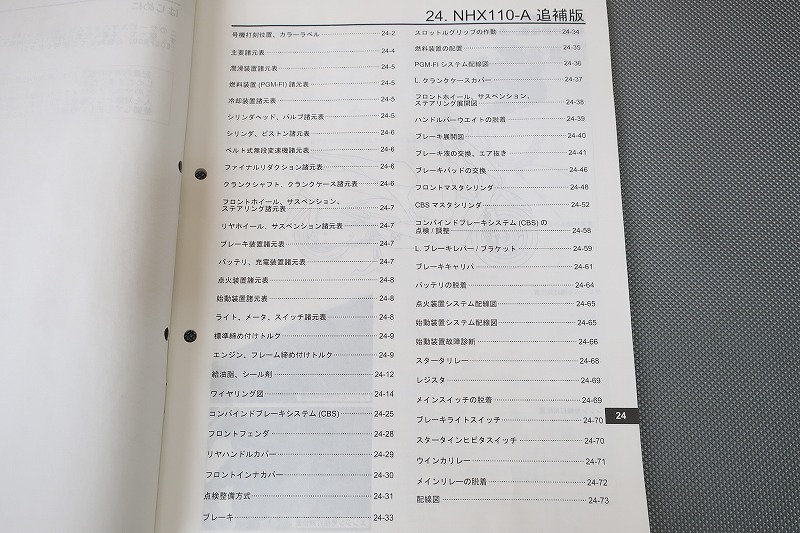 24. NHX110-A 追補版
号機打刻位置、カラーラベル 24-2
主要諸元表 24-4
潤滑装置諸元表 24-5
燃料装置 (PGM-FI) 諸元表 24-5
冷却装置諸元表 24-5
シリンダヘッド、バルブ諸元表 24-5
シリンダ、ピストン諸元表 24-6
ベルト式無段変速機諸元表 24-6
ファイナルリダクション諸元表 24-6
クランクシャフト、クランクケース諸元表 24-6
フロントホイール、サスペンション、
ステアリング諸元表 24-7
リヤホイール、サスペンション諸元表 24-7
ブレーキ装置諸元表 24-7
バッテリ、充電装置諸元表 24-7
点火装置諸元表 24-8
始動装置諸元表 24-8
ライト、メータ、スイッチ諸元表 24-8
標準締め付けトルク 24-9
エンジン、フレーム締め付けトルク 24-9
給油脂、シール剤 24-12
ワイヤリング図 24-14
コンバインドブレーキシステム (CBS) 24-25
フロントフェンダ 24-28
リヤハンドルカバー 24-29
フロントインナカバー 24-30
点検整備方式 24-31
ブレーキ 24-33
スロットルグリップの作動 24-34
燃料装置の配置 24-35
PGM-FI システム配線図 24-36
L. クランクケースカバー 24-37
フロントホイール、サスペンション、
ステアリング展開図 24-38
ハンドルバーウエイトの脱着 24-39
ブレーキ展開図 24-40
ブレーキ液の交換、エア抜き 24-41
ブレーキパッドの交換 24-46
フロントマスタシリンダ 24-48
CBS マスタシリンダ 24-52
コンバインドブレーキシステム (CBS) の
点検 / 調整 24-58
L. ブレーキレバー / ブラケット 24-59
ブレーキキャリパ 24-61
バッテリの脱着 24-64
点火装置システム配線図 24-65
始動装置システム配線図 24-65
始動装置故障診断 24-66
スタータリレー 24-68
レジスタ 24-69
メインスイッチの脱着 24-69
ブレーキライトスイッチ 24-70
スタータインヒビタスイッチ 24-70
ウインカリレー 24-71
メインリレーの脱着 24-72
配線図 24-73
24